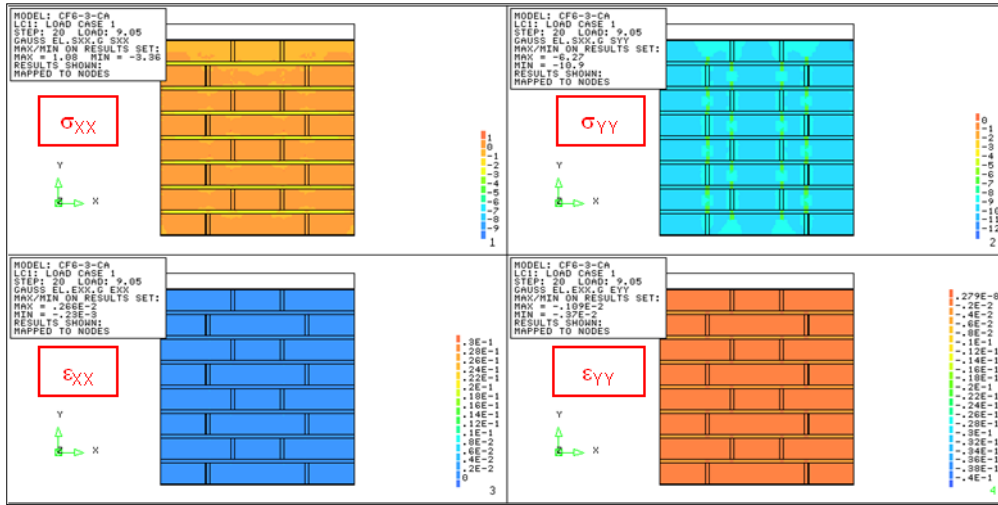 MODEL: CF6-3-CA
LC1: LOAD CASE 1
STEP: 20 LOAD: 9.05
GAUSS EL.SXX.G SXX
MAX/MIN ON RESULTS SET:
MAX = 1.08 MIN = -3.36
RESULTS SHOWN:
MAPPED TO NODES
σXX
Y
Z X
1
0
-1
-2
-3
-4
-5
-6
-7
-8
-9
1
MODEL: CF6-3-CA
LC1: LOAD CASE 1
STEP: 20 LOAD: 9.05
GAUSS EL.SXX.G SYY
MAX/MIN ON RESULTS SET:
MAX = -6.27
MIN = -10.9
RESULTS SHOWN:
MAPPED TO NODES
σYY
Y
Z X
0
-1
-2
-3
-4
-5
-6
-7
-8
-9
-10
-11
-12
2
MODEL: CF6-3-CA
LC1: LOAD CASE 1
STEP: 20 LOAD: 9.05
GAUSS EL.EXX.G EXX
MAX/MIN ON RESULTS SET:
MAX = .266E-2
MIN = -.23E-3
RESULTS SHOWN:
MAPPED TO NODES
εXX
Y
Z X
.3E-1
.28E-1
.26E-1
.24E-1
.22E-1
.2E-1
.18E-1
.16E-1
.14E-1
.12E-1
.1E-1
.8E-2
.6E-2
.4E-2
.2E-2
0
3
MODEL: CF6-3-CA
LC1: LOAD CASE 1
STEP: 20 LOAD: 9.05
GAUSS EL.EXX.G EYY
MAX/MIN ON RESULTS SET:
MAX = -.109E-2
MIN = -.37E-2
RESULTS SHOWN:
MAPPED TO NODES
εYY
Y
Z X
.279E-8
-.2E-2
-.4E-2
-.6E-2
-.8E-2
-.1E-1
-.12E-1
-.14E-1
-.16E-1
-.18E-1
-.2E-1
-.22E-1
-.24E-1
-.26E-1
-.28E-1
-.3E-1
-.32E-1
-.34E-1
-.36E-1
-.38E-1
-.4E-1
4